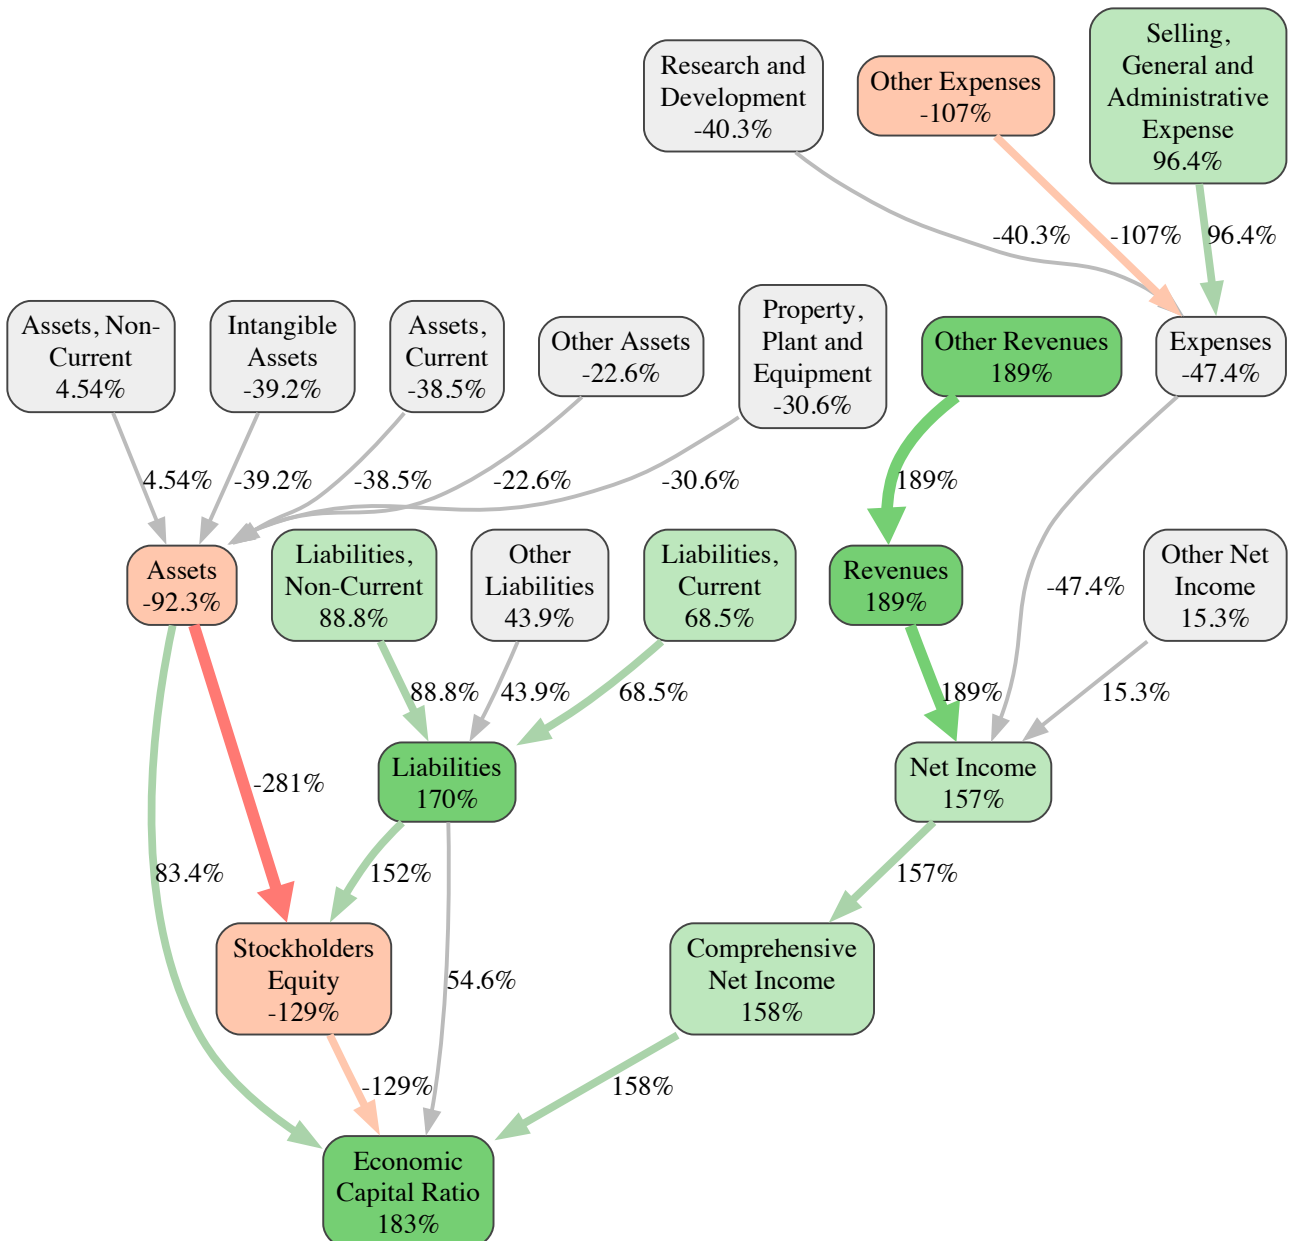 Selling,
General and
Administrative
Expense
96.4%
Research and
Development
-40.3%
Other Expenses
-107%
-40.3%
-107%
96.4%
Assets, Non-
Current
4.54%
Intangible
Assets
-39.2%
Assets,
Current
-38.5%
Other Assets
-22.6%
Property,
Plant and
Equipment
-30.6%
Other Revenues
189%
Expenses
-47.4%
4.54%
-39.2%
-38.5%
-22.6%
-30.6%
189%
Assets
-92.3%
Liabilities,
Non-Current
88.8%
Other
Liabilities
43.9%
Liabilities,
Current
68.5%
Revenues
189%
-47.4%
Other Net
Income
15.3%
88.8%
43.9%
68.5%
189%
15.3%
-281%
Liabilities
170%
Net Income
157%
83.4%
152%
157%
Stockholders
Equity
-129%
54.6%
Comprehensive
Net Income
158%
-129%
158%
Economic
Capital Ratio
183%